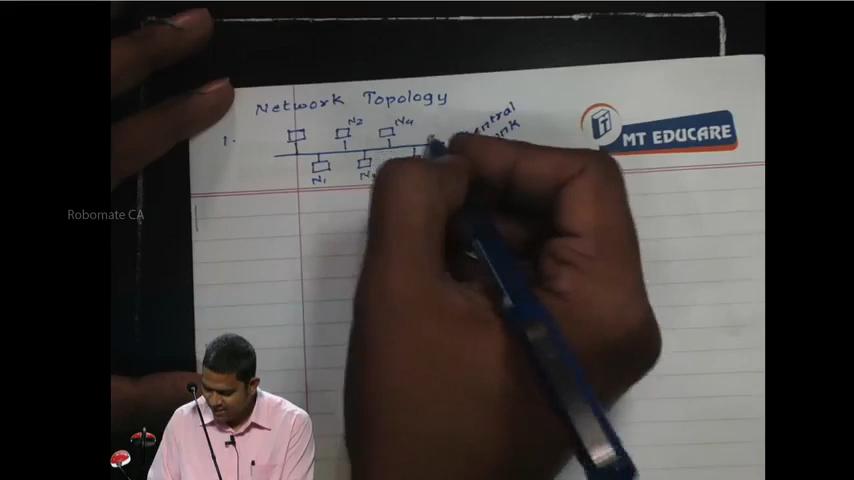 Network Topology
1.
N2 N4
N1
MT EDUCARE
Robomate CA